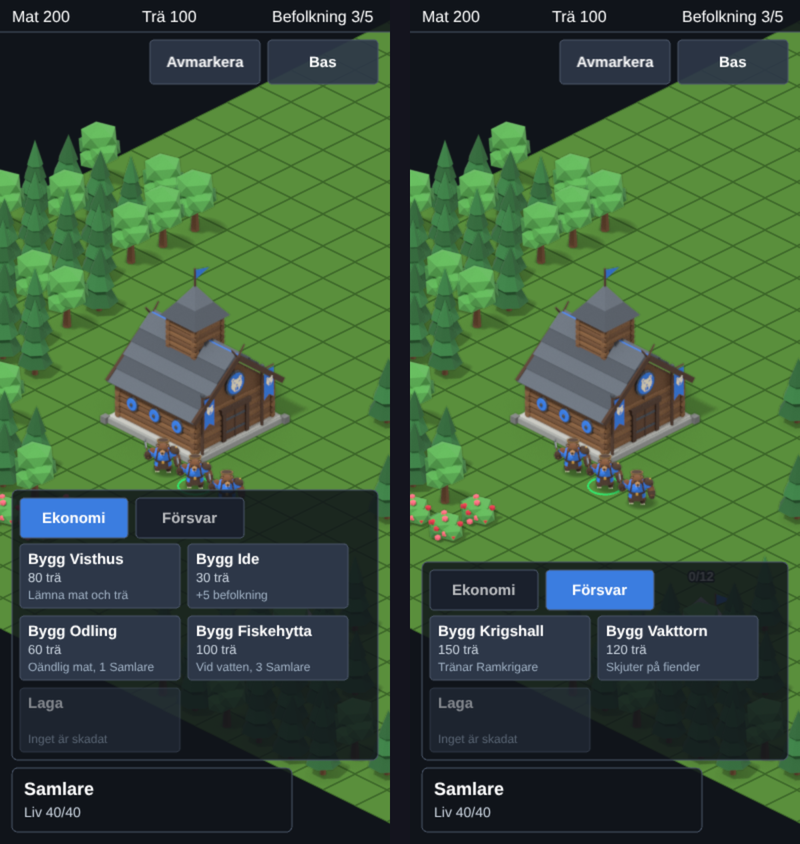 Mat 200 Trä 100 Befolkning 3/5
Avmarkera Bas
Ekonomi Försvar
Bygg Visthus
80 trä
Lämna mat och trä
Bygg Ide
30 trä
+5 befolkning
Bygg Odling
60 trä
Oändlig mat, 1 Samlare
Bygg Fiskehytta
100 trä
Vid vatten, 3 Samlare
Laga
Inget är skadat
Samlare
Liv 40/40
Mat 200 Trä 100 Befolkning 3/5
Avmarkera Bas
0/12
Ekonomi Försvar
Bygg Krigshall
150 trä
Tränar Ramkrigare
Bygg Vakttorn
120 trä
Skjuter på fiender
Laga
Inget är skadat
Samlare
Liv 40/40